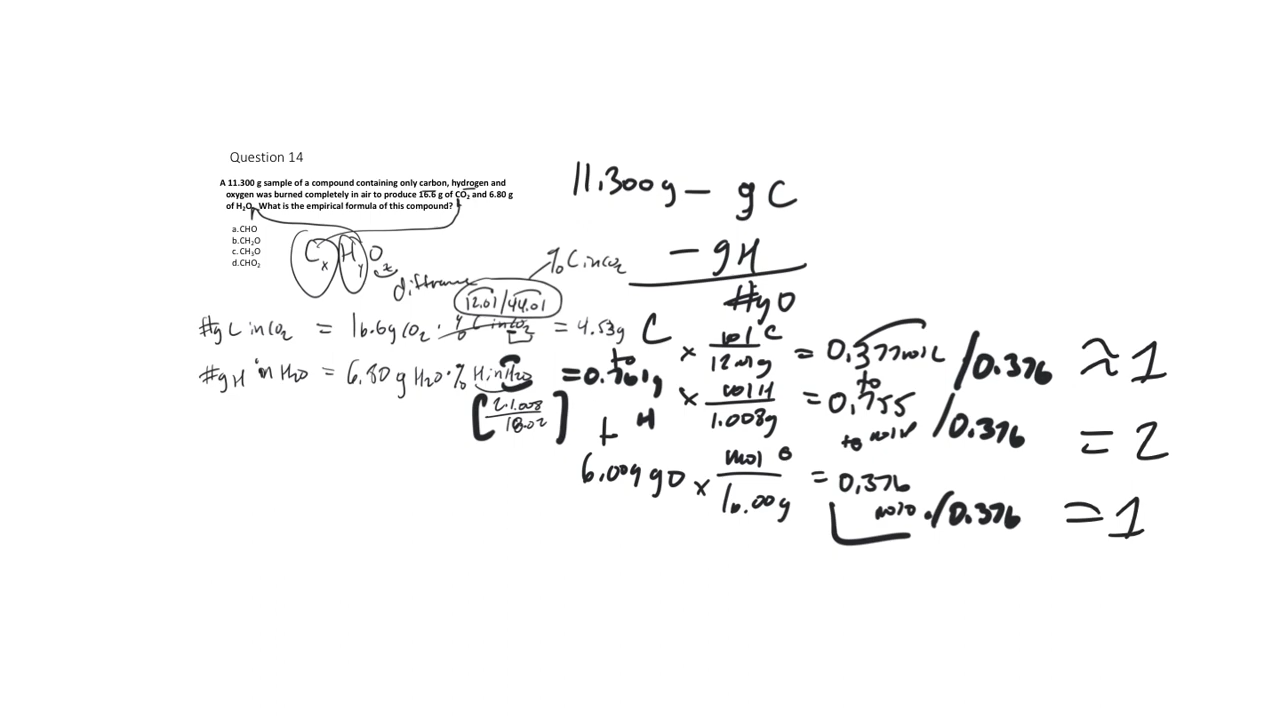 Question 14
A 11.300 g sample of a compound containing only carbon, hydrogen and
oxygen was burned completely in air to produce 16.6 g of CO₂ and 6.80 g
of H₂O. What is the empirical formula of this compound?
a. CHO
b. CH₂O
c. CH₃O
d. CHO₂
11.300g – g C
– g H
#g O
CₓHᵧO
% C in CO₂
12.01/44.01
#g C in CO₂ = 16.6g CO₂ · % C in CO₂ = 4.53g C × mol C / 12.01g = 0.377 mol C /0.376 ≈ 1
#g H in H₂O = 6.80 g H₂O · % H in H₂O = 0.761g H × mol H / 1.008g = 0.755 mol H /0.376 = 2
[2·1.008 / 18.02]
6.009 g O × mol O / 16.00g = 0.376 mol O /0.376 = 1